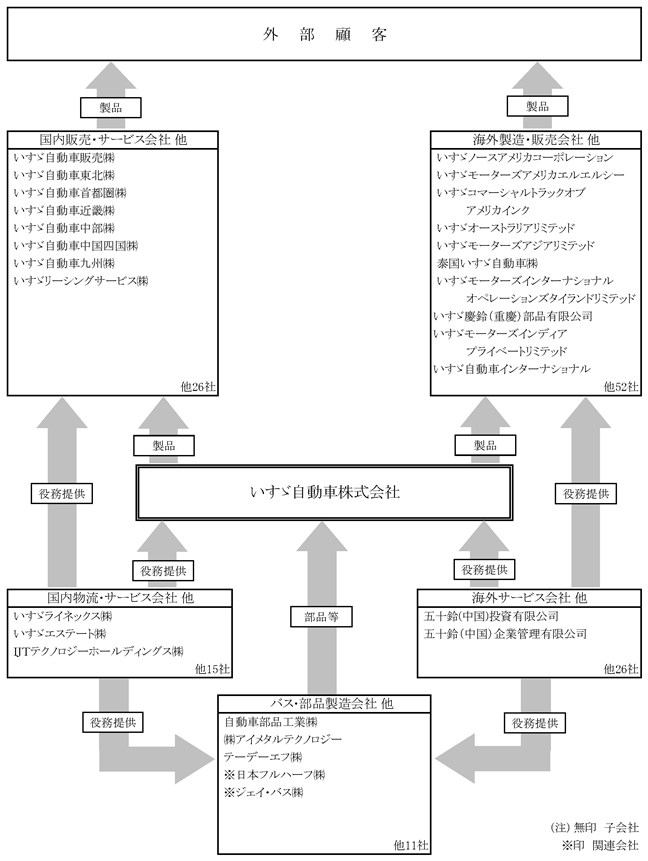 外部顧客
製品
製品
国内販売・サービス会社 他
いすゞ自動車販売㈱
いすゞ自動車東北㈱
いすゞ自動車首都圏㈱
いすゞ自動車近畿㈱
いすゞ自動車中部㈱
いすゞ自動車中国四国㈱
いすゞ自動車九州㈱
いすゞリーシングサービス㈱
他26社
海外製造・販売会社 他
いすゞノースアメリカコーポレーション
いすゞモーターズアメリカエルエルシー
いすゞコマーシャルトラックオブ
アメリカインク
いすゞオーストラリアリミテッド
いすゞモーターズアジアリミテッド
泰国いすゞ自動車㈱
いすゞモーターズインターナショナル
オペレーションズタイランドリミテッド
いすゞ慶鈴(重慶)部品有限公司
いすゞモーターズインディア
プライベートリミテッド
いすゞ自動車インターナショナル
他52社
製品
製品
役務提供
いすゞ自動車株式会社
役務提供
役務提供
役務提供
国内物流・サービス会社 他
いすゞライネックス㈱
いすゞエステート㈱
IJTテクノロジーホールディングス㈱
他15社
部品等
海外サービス会社 他
五十鈴(中国)投資有限公司
五十鈴(中国)企業管理有限公司
他26社
役務提供
役務提供
バス・部品製造会社 他
自動車部品工業㈱
㈱アイメタルテクノロジー
テーデーエフ㈱
※日本フルハーフ㈱
※ジェイ・バス㈱
他11社
(注) 無印 子会社
※印 関連会社